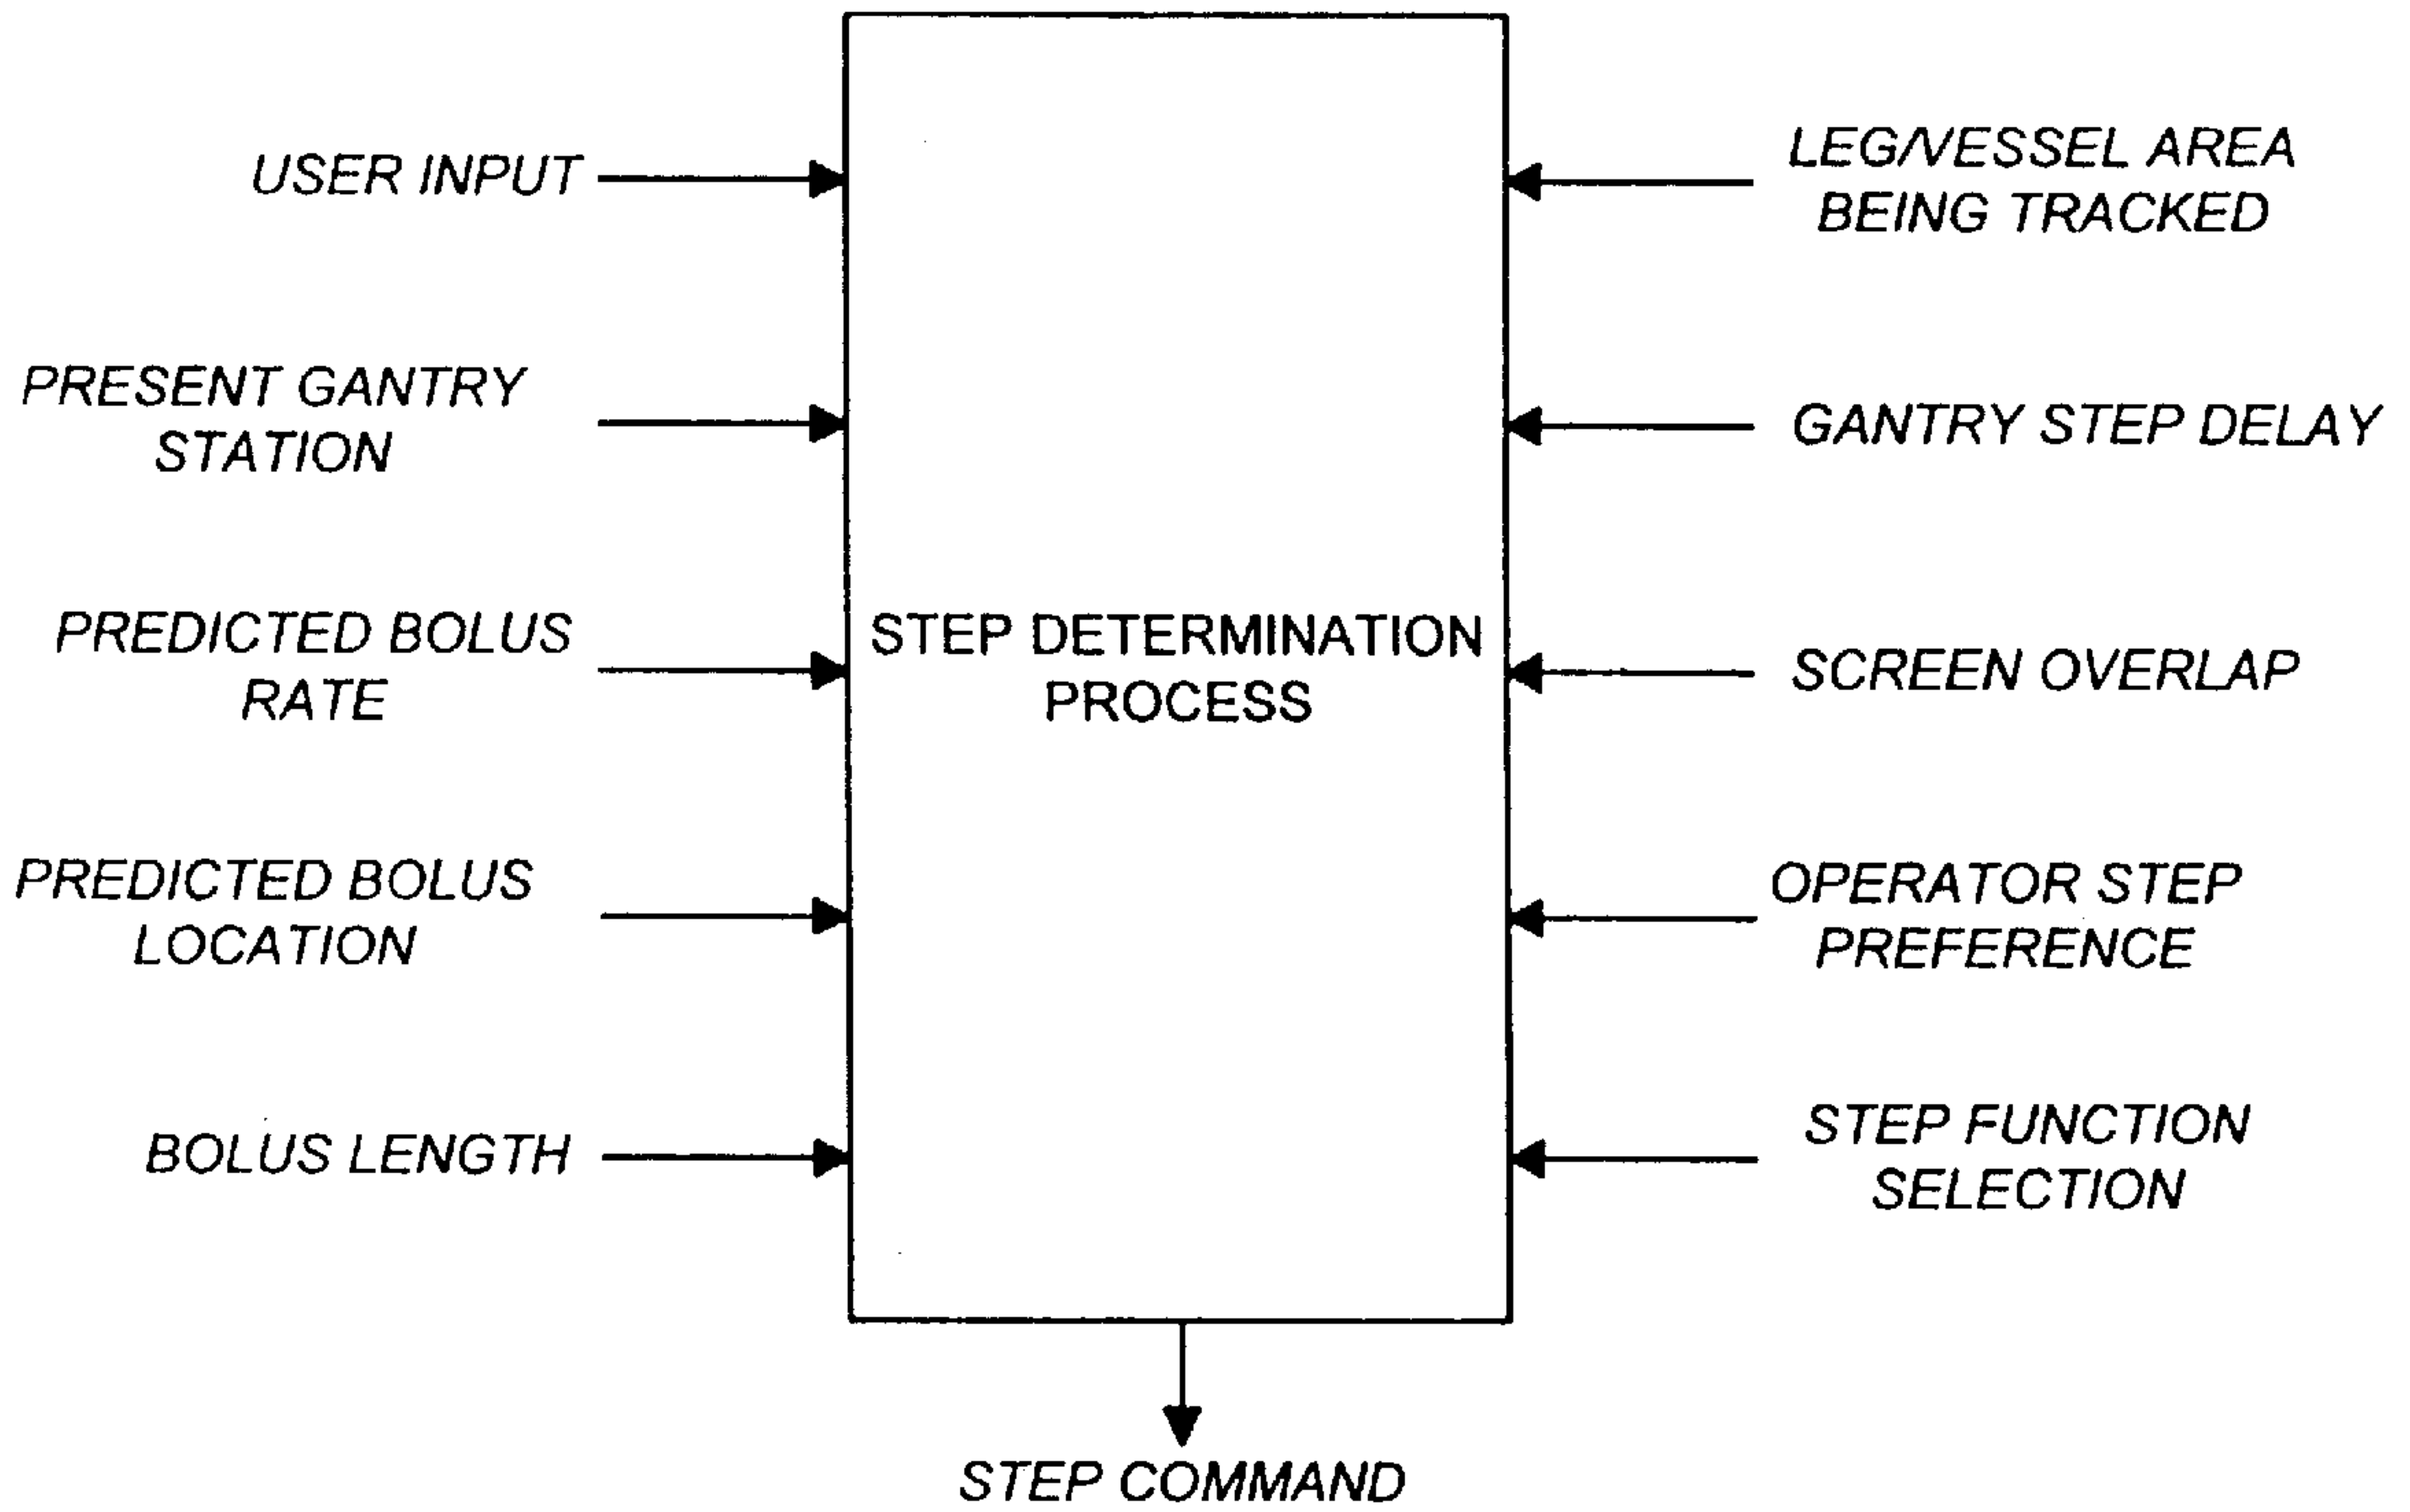 USER INPUT
PRESENT GANTRY
STATION
PREDICTED BOLUS
RATE
PREDICTED BOLUS
LOCATION
BOLUS LENGTH
STEP DETERMINATION
PROCESS
LEG/VESSEL AREA
BEING TRACKED
GANTRY STEP DELAY
SCREEN OVERLAP
OPERATOR STEP
PREFERENCE
STEP FUNCTION
SELECTION
STEP COMMAND